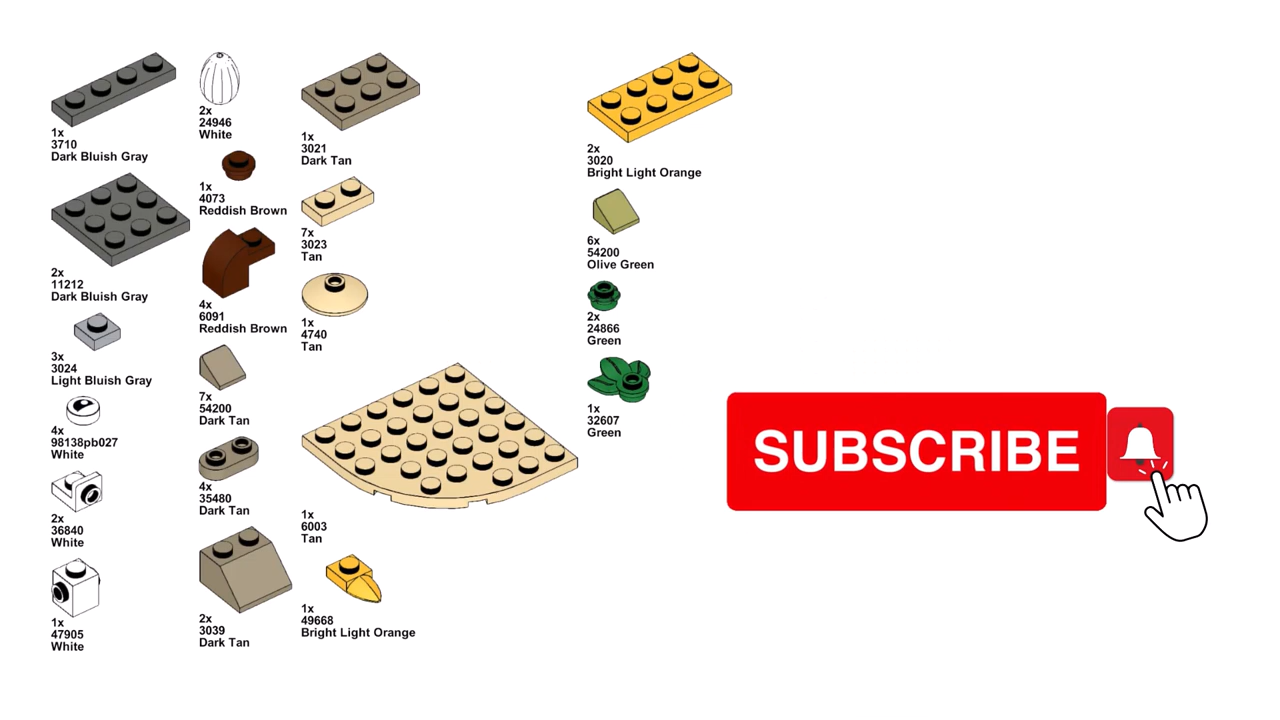 1x
3710
Dark Bluish Gray
2x
11212
Dark Bluish Gray
3x
3024
Light Bluish Gray
4x
98138pb027
White
2x
36840
White
1x
47905
White
2x
24946
White
1x
4073
Reddish Brown
4x
6091
Reddish Brown
7x
54200
Dark Tan
4x
35480
Dark Tan
2x
3039
Dark Tan
1x
3021
Dark Tan
7x
3023
Tan
1x
4740
Tan
1x
6003
Tan
1x
49668
Bright Light Orange
2x
3020
Bright Light Orange
6x
54200
Olive Green
2x
24866
Green
1x
32607
Green
SUBSCRIBE